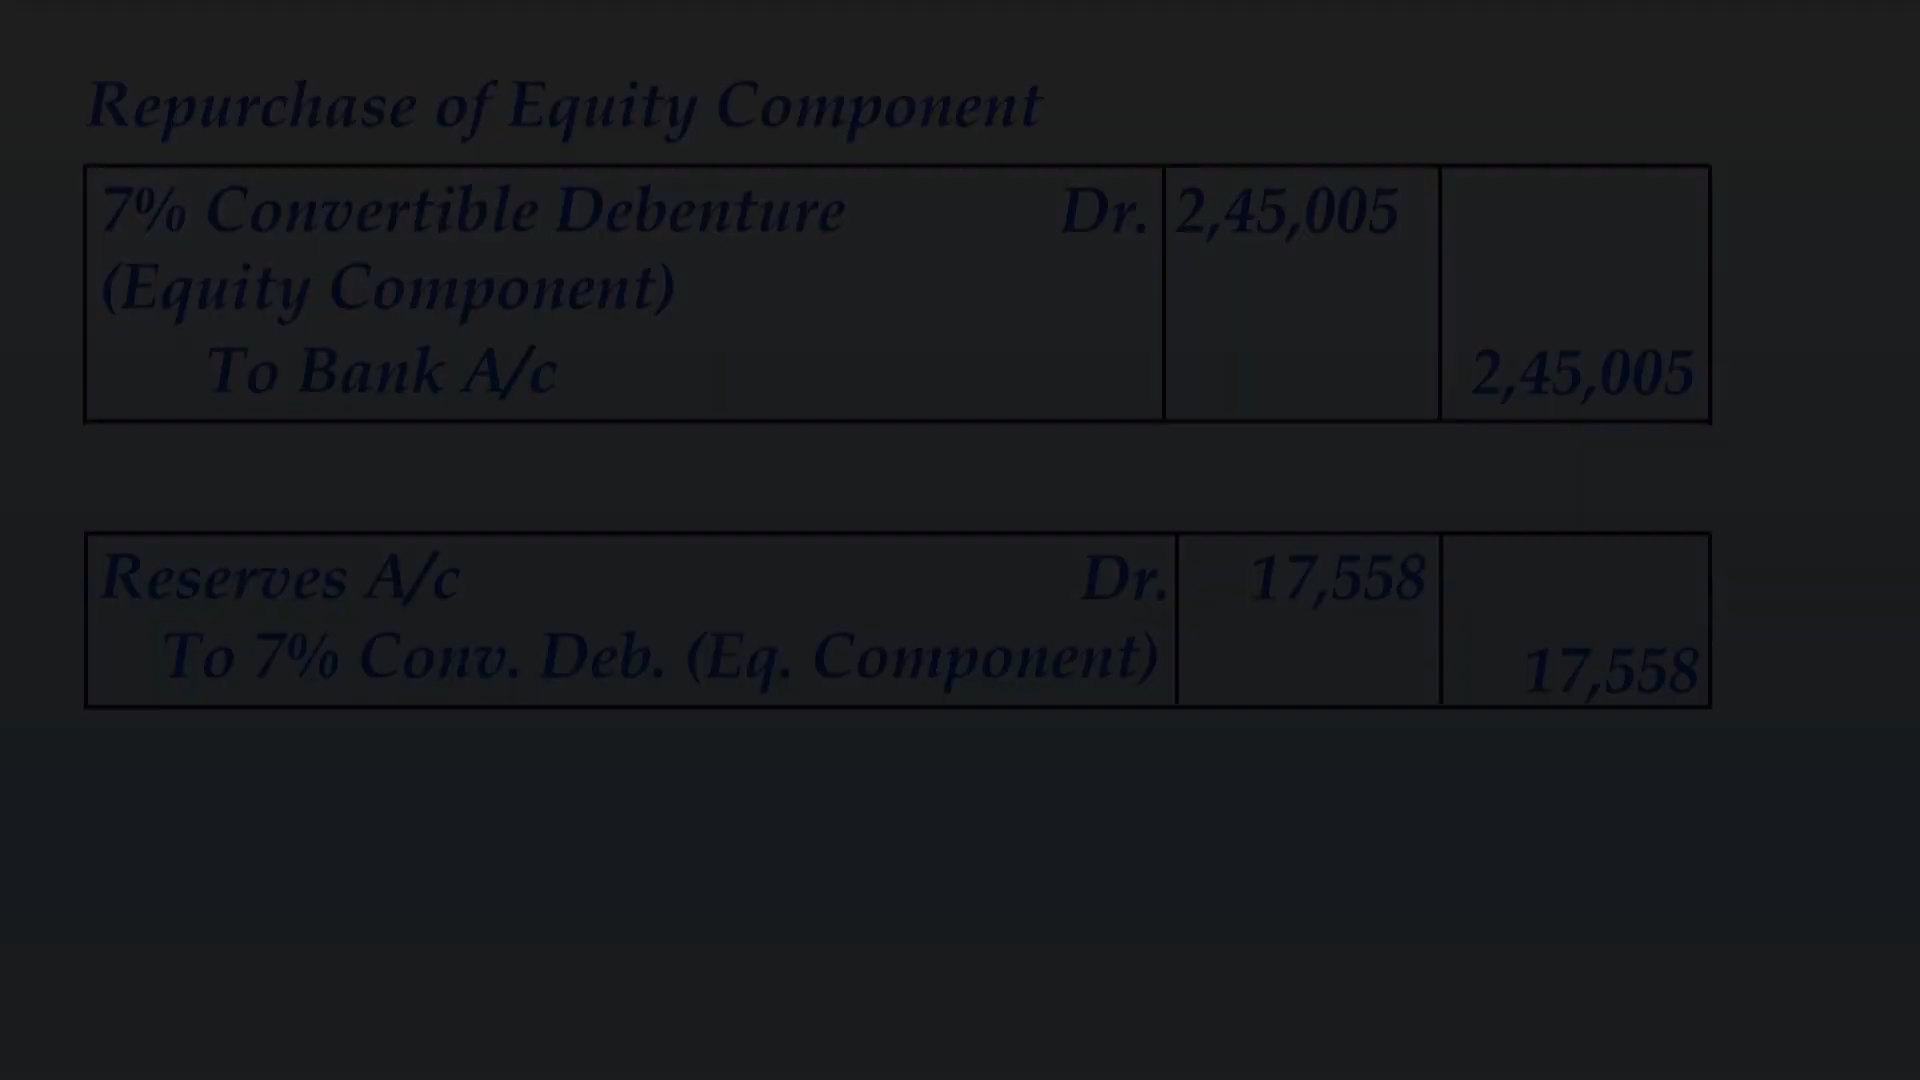 Repurchase of Equity Component
7% Convertible Debenture Dr. 2,45,005
(Equity Component)
To Bank A/c 2,45,005
Reserves A/c Dr. 17,558
To 7% Conv. Deb. (Eq. Component) 17,558